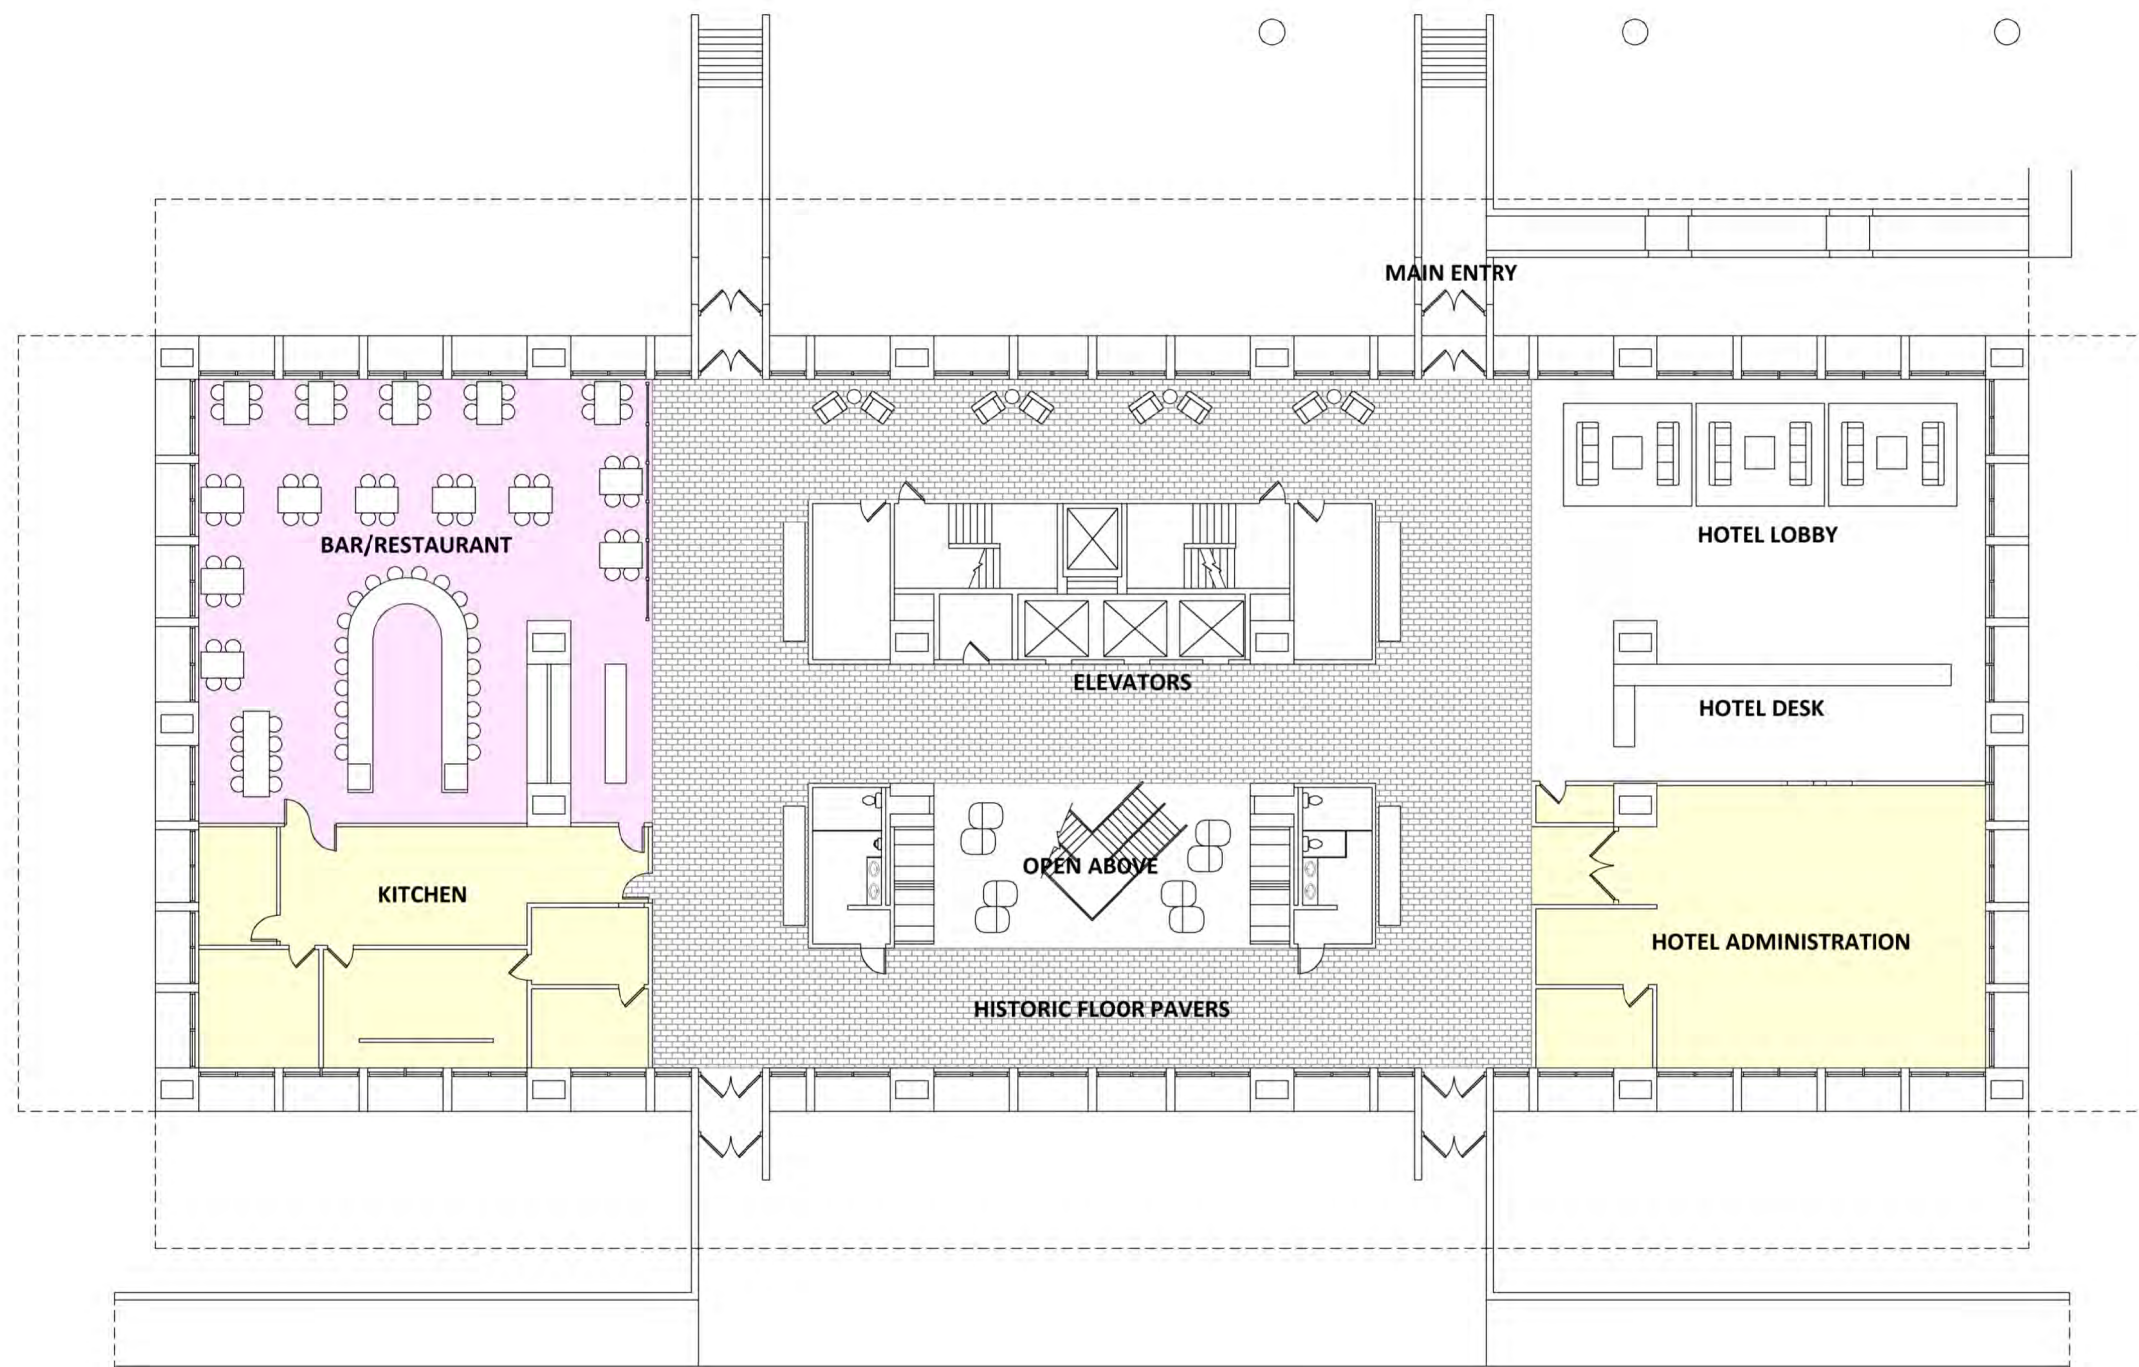 MAIN ENTRY
BAR/RESTAURANT
HOTEL LOBBY
ELEVATORS
HOTEL DESK
OPEN ABOVE
KITCHEN
HOTEL ADMINISTRATION
HISTORIC FLOOR PAVERS